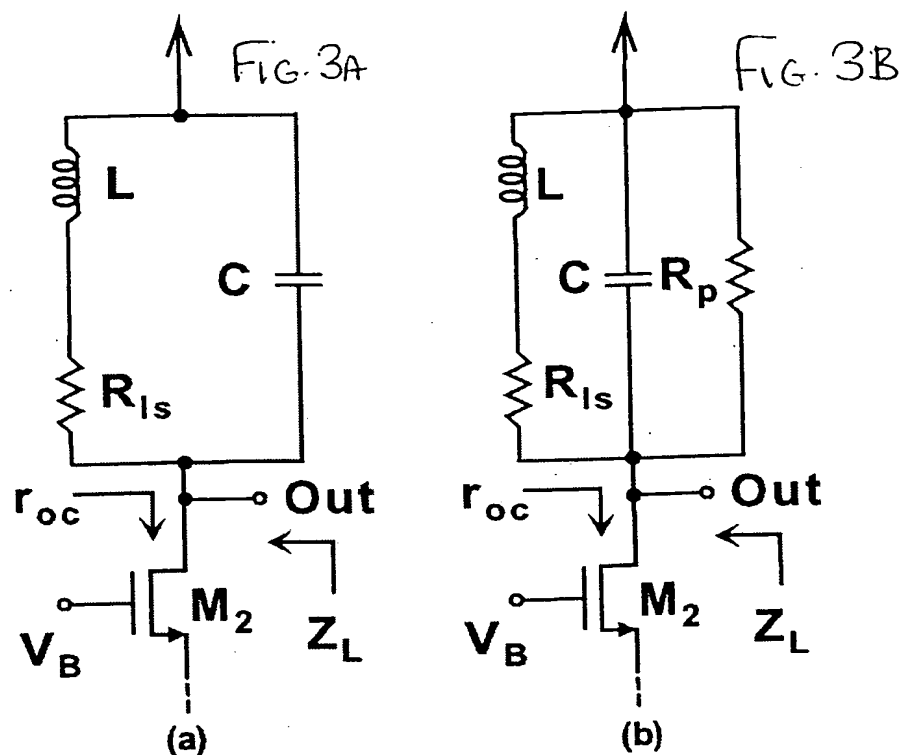 FIG. 3A
L
C
R_ls
r_oc
Out
M_2
V_B
Z_L
(a)
FIG. 3B
L
C
R_p
R_ls
r_oc
Out
M_2
V_B
Z_L
(b)